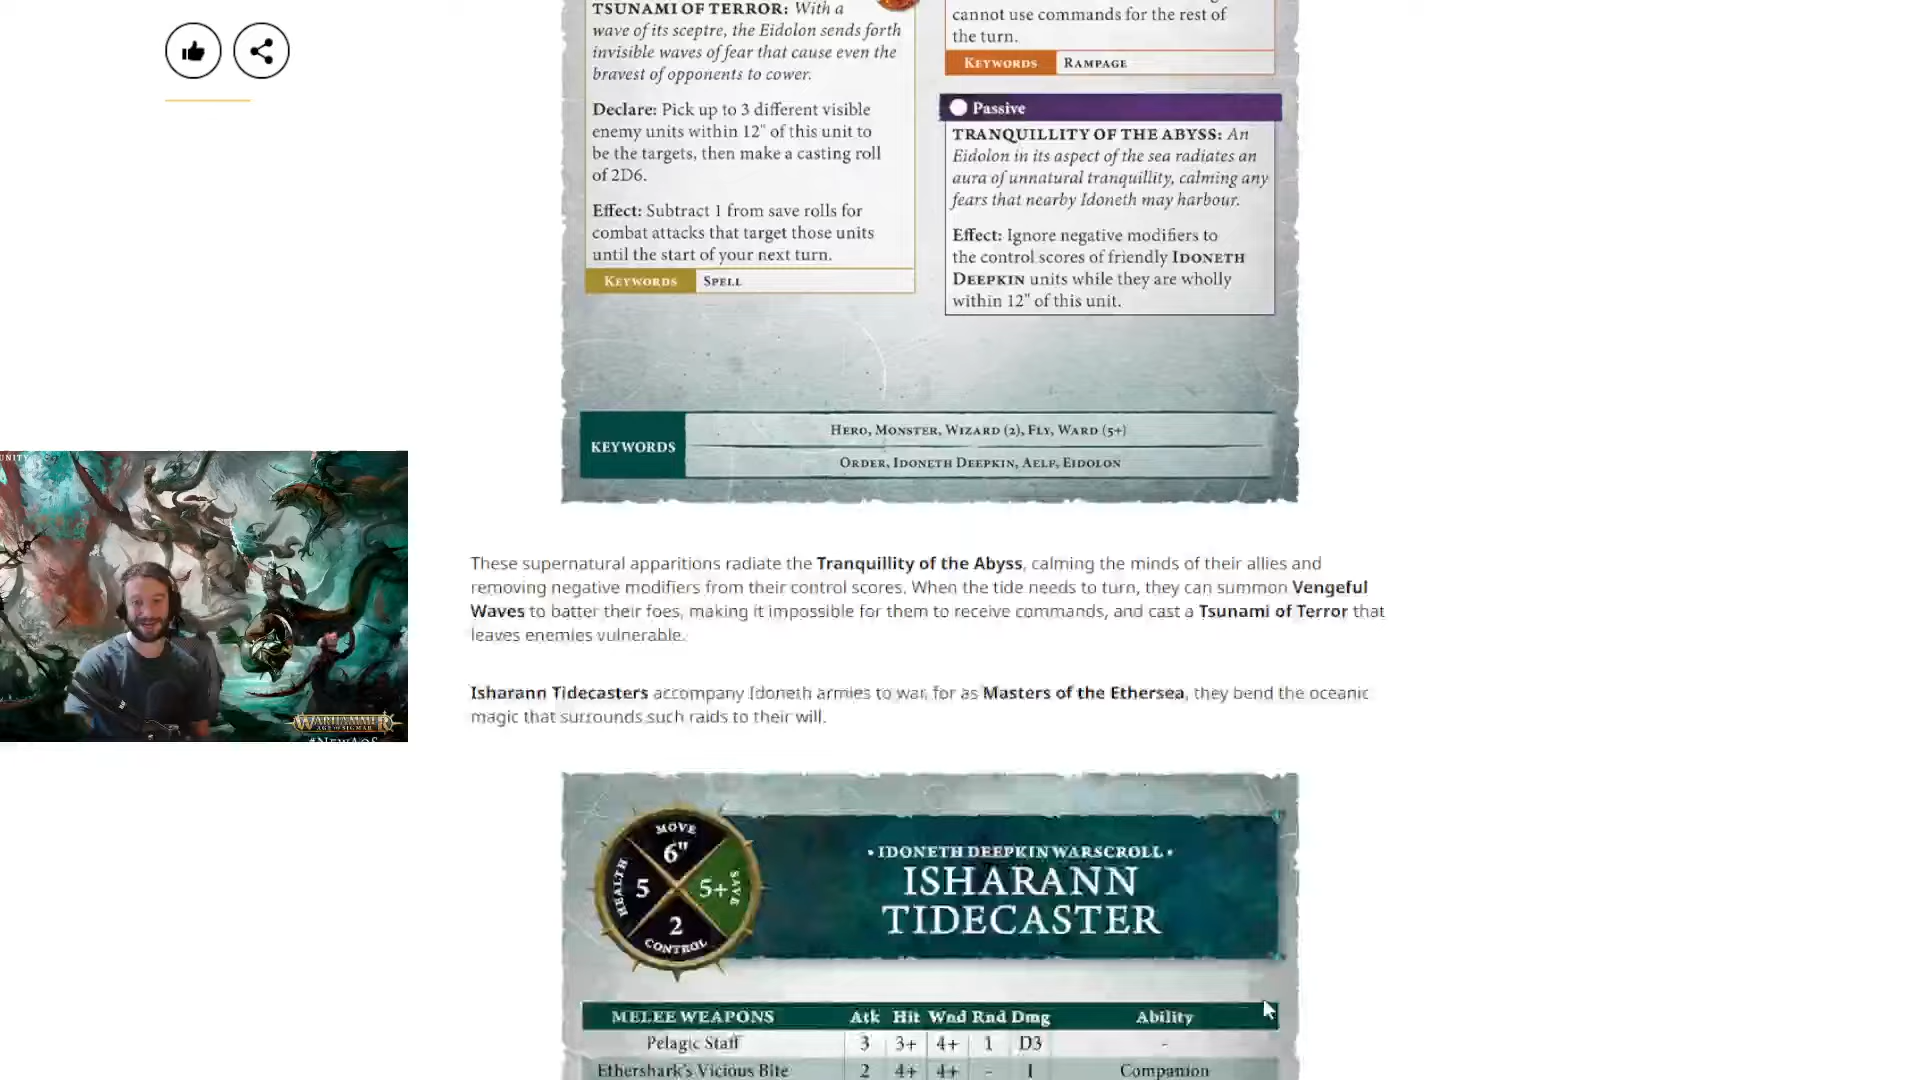 TSUNAMI OF TERROR: With a
wave of its sceptre, the Eidolon sends forth
invisible waves of fear that cause even the
bravest of opponents to cower.
Declare: Pick up to 3 different visible
enemy units within 12" of this unit to
be the targets, then make a casting roll
of 2D6.
Effect: Subtract 1 from save rolls for
combat attacks that target those units
until the start of your next turn.
KEYWORDS SPELL
cannot use commands for the rest of
the turn.
KEYWORDS RAMPAGE
Passive
TRANQUILLITY OF THE ABYSS: An
Eidolon in its aspect of the sea radiates an
aura of unnatural tranquillity, calming any
fears that nearby Idoneth may harbour.
Effect: Ignore negative modifiers to
the control scores of friendly IDONETH
DEEPKIN units while they are wholly
within 12" of this unit.
KEYWORDS
HERO, MONSTER, WIZARD (2), FLY, WARD (5+)
ORDER, IDONETH DEEPKIN, AELF, EIDOLON
UNITY
WARHAMMER
AGE OF SIGMAR
#NEWAOS
These supernatural apparitions radiate the Tranquillity of the Abyss, calming the minds of their allies and
removing negative modifiers from their control scores. When the tide needs to turn, they can summon Vengeful
Waves to batter their foes, making it impossible for them to receive commands, and cast a Tsunami of Terror that
leaves enemies vulnerable.
Isharann Tidecasters accompany Idoneth armies to war, for as Masters of the Ethersea, they bend the oceanic
magic that surrounds such raids to their will.
MOVE
6"
HEALTH 5 5+ SAVE
2
CONTROL
• IDONETH DEEPKIN WARSCROLL •
ISHARANN
TIDECASTER
MELEE WEAPONS Atk Hit Wnd Rnd Dmg Ability
Pelagic Staff 3 3+ 4+ 1 D3 -
Ethershark's Vicious Bite 2 4+ 4+ - 1 Companion